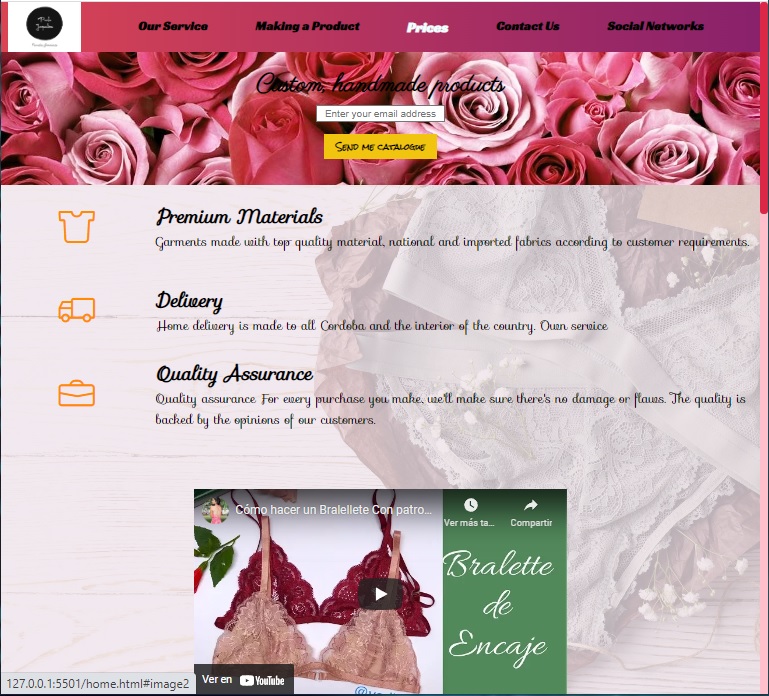 Our Service
Making a Product
Prices
Contact Us
Social Networks
Custom, handmade products
Enter your email address
Send me catalogue
Premium Materials
Garments made with top quality material, national and imported fabrics according to customer requirements.
Delivery
Home delivery is made to all Cordoba and the interior of the country. Own service
Quality Assurance
Quality assurance For every purchase you make, we'll make sure there's no damage or flaws. The quality is
backed by the opinions of our customers.
Cómo hacer un Bralellete Con patro...
Ver más ta...
Compartir
Bralette
de
Encaje
Ver en YouTube
127.0.0.1:5501/home.html#image2